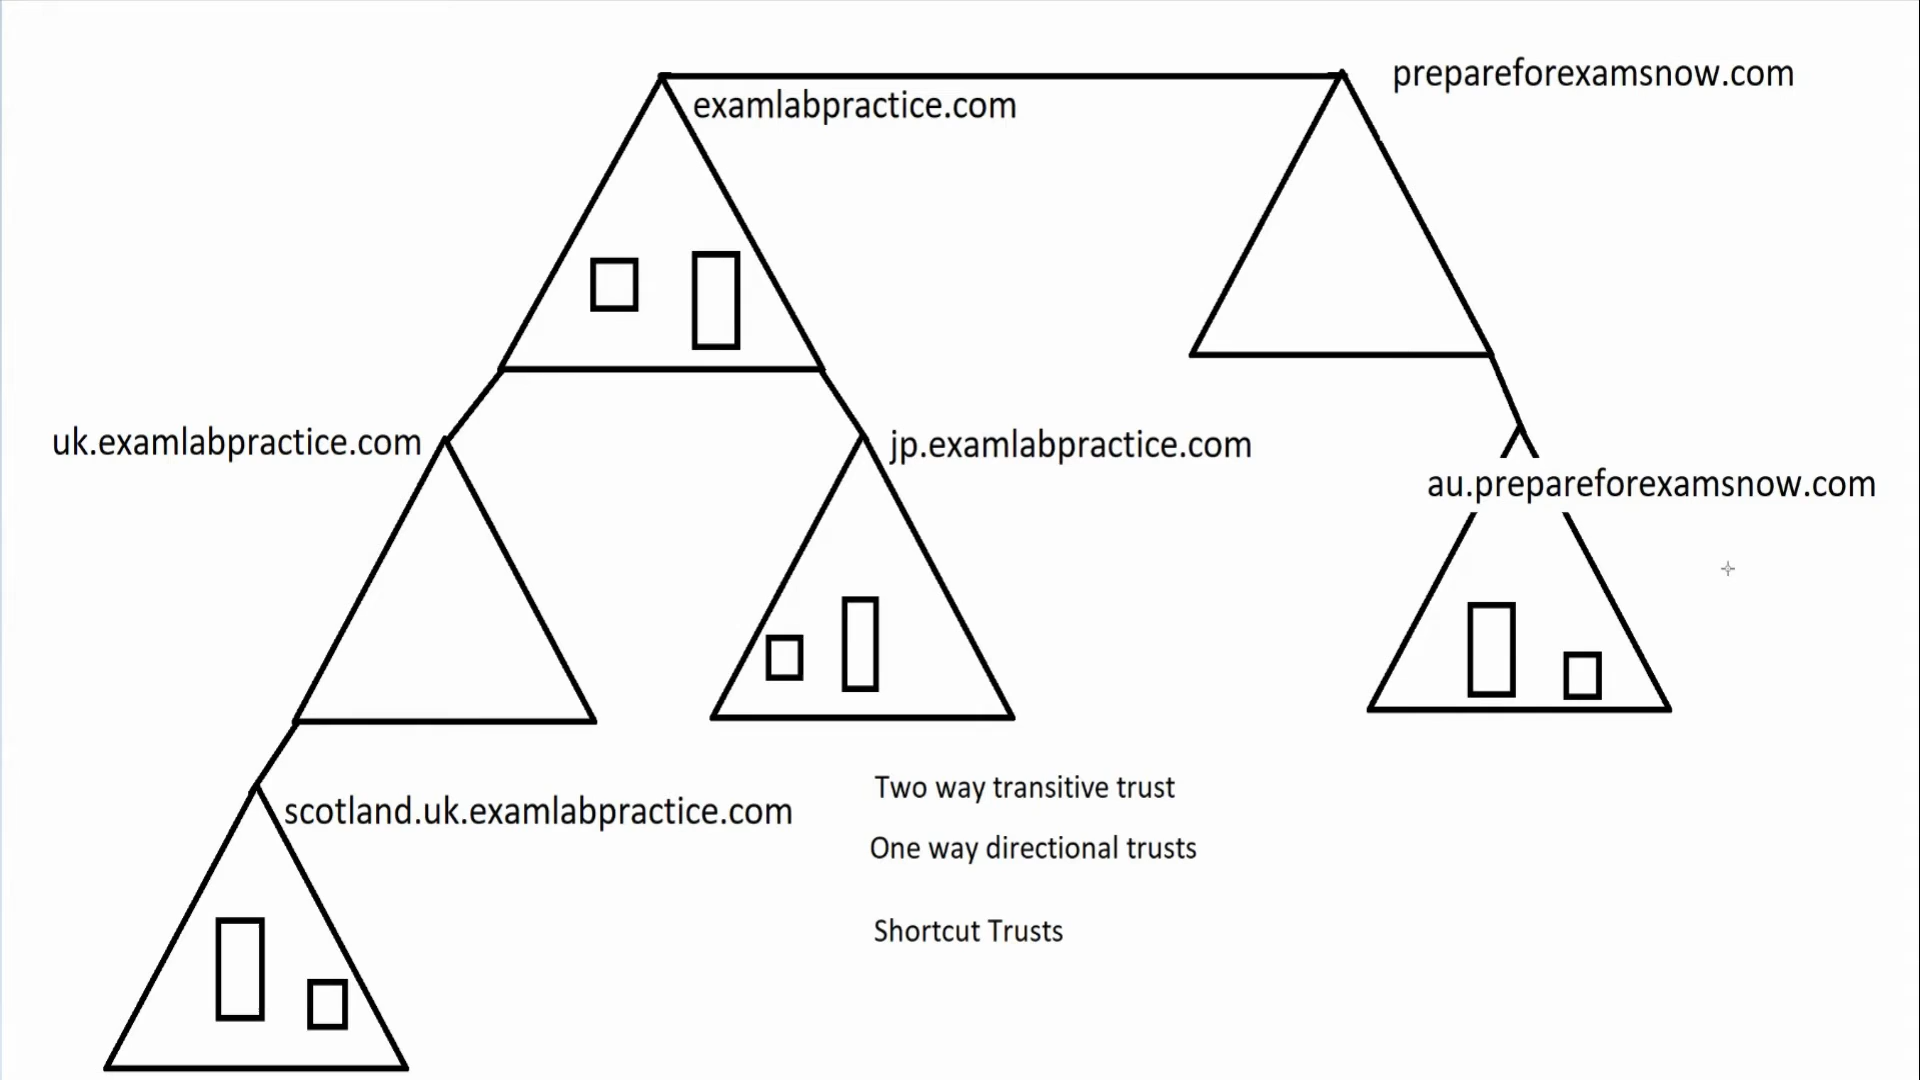 prepareforexamsnow.com
examlabpractice.com
uk.examlabpractice.com
jp.examlabpractice.com
au.prepareforexamsnow.com
scotland.uk.examlabpractice.com
Two way transitive trust
One way directional trusts
Shortcut Trusts